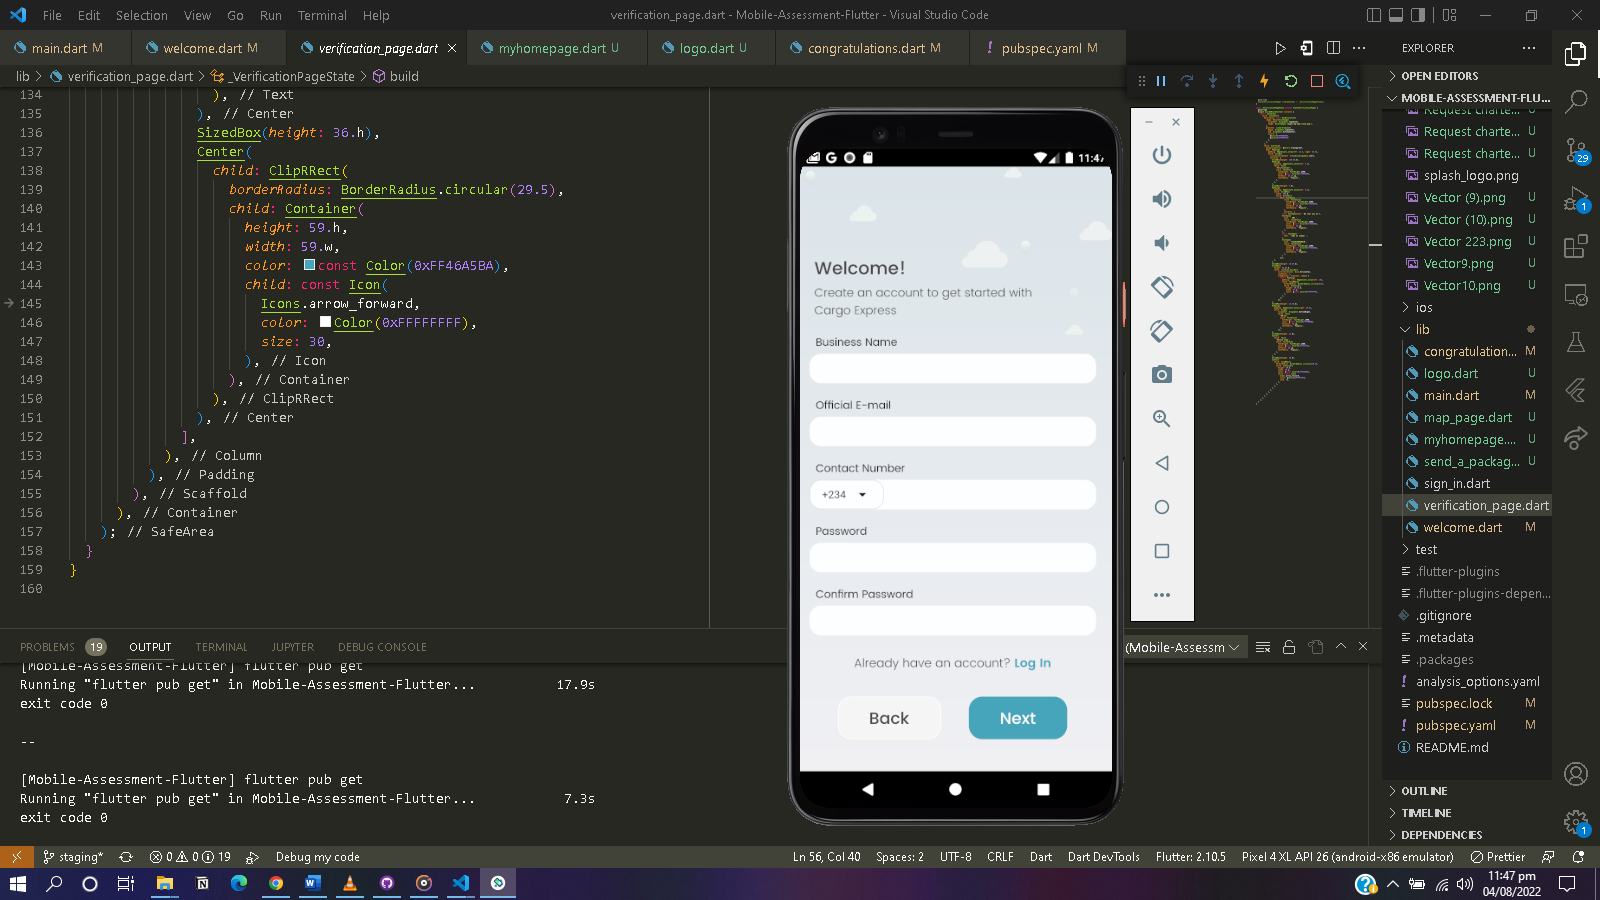 File Edit Selection View Go Run Terminal Help
verification_page.dart - Mobile-Assessment-Flutter - Visual Studio Code
main.dart M
welcome.dart M
verification_page.dart
myhomepage.dart U
logo.dart U
congratulations.dart M
! pubspec.yaml M
lib > verification_page.dart > _VerificationPageState > build
134 ), // Text
135 ), // Center
136 SizedBox(height: 36.h),
137 Center(
138 child: ClipRRect(
139 borderRadius: BorderRadius.circular(29.5),
140 child: Container(
141 height: 59.h,
142 width: 59.w,
143 color: const Color(0xFF46A5BA),
144 child: const Icon(
145 Icons.arrow_forward,
146 color: Color(0xFFFFFFFF),
147 size: 30,
148 ), // Icon
149 ), // Container
150 ), // ClipRRect
151 ), // Center
152 ],
153 ), // Column
154 ), // Padding
155 ), // Scaffold
156 ), // Container
157 ); // SafeArea
158 }
159 }
160
PROBLEMS 19 OUTPUT TERMINAL JUPYTER DEBUG CONSOLE
(Mobile-Assessm
[Mobile-Assessment-Flutter] flutter pub get
Running "flutter pub get" in Mobile-Assessment-Flutter... 17.9s
exit code 0
--
[Mobile-Assessment-Flutter] flutter pub get
Running "flutter pub get" in Mobile-Assessment-Flutter... 7.3s
exit code 0
11:47
Welcome!
Create an account to get started with
Cargo Express
Business Name
Official E-mail
Contact Number
+234
Password
Confirm Password
Already have an account? Log In
Back
Next
EXPLORER
OPEN EDITORS
MOBILE-ASSESSMENT-FLU...
Request charte... U
Request charte... U
Request charte... U
splash_logo.png
Vector (9).png U
Vector (10).png U
Vector 223.png U
Vector9.png U
Vector10.png U
ios
lib
congratulation... M
logo.dart U
main.dart M
map_page.dart U
myhomepage.... U
send_a_packag... U
sign_in.dart
verification_page.dart
welcome.dart M
test
.flutter-plugins
.flutter-plugins-depen...
.gitignore
.metadata
.packages
! analysis_options.yaml
pubspec.lock M
! pubspec.yaml M
README.md
OUTLINE
TIMELINE
DEPENDENCIES
29
1
1
staging* 0 0 19 Debug my code
Ln 56, Col 40 Spaces: 2 UTF-8 CRLF Dart Dart DevTools Flutter: 2.10.5 Pixel 4 XL API 26 (android-x86 emulator) Prettier
11:47 pm
04/08/2022